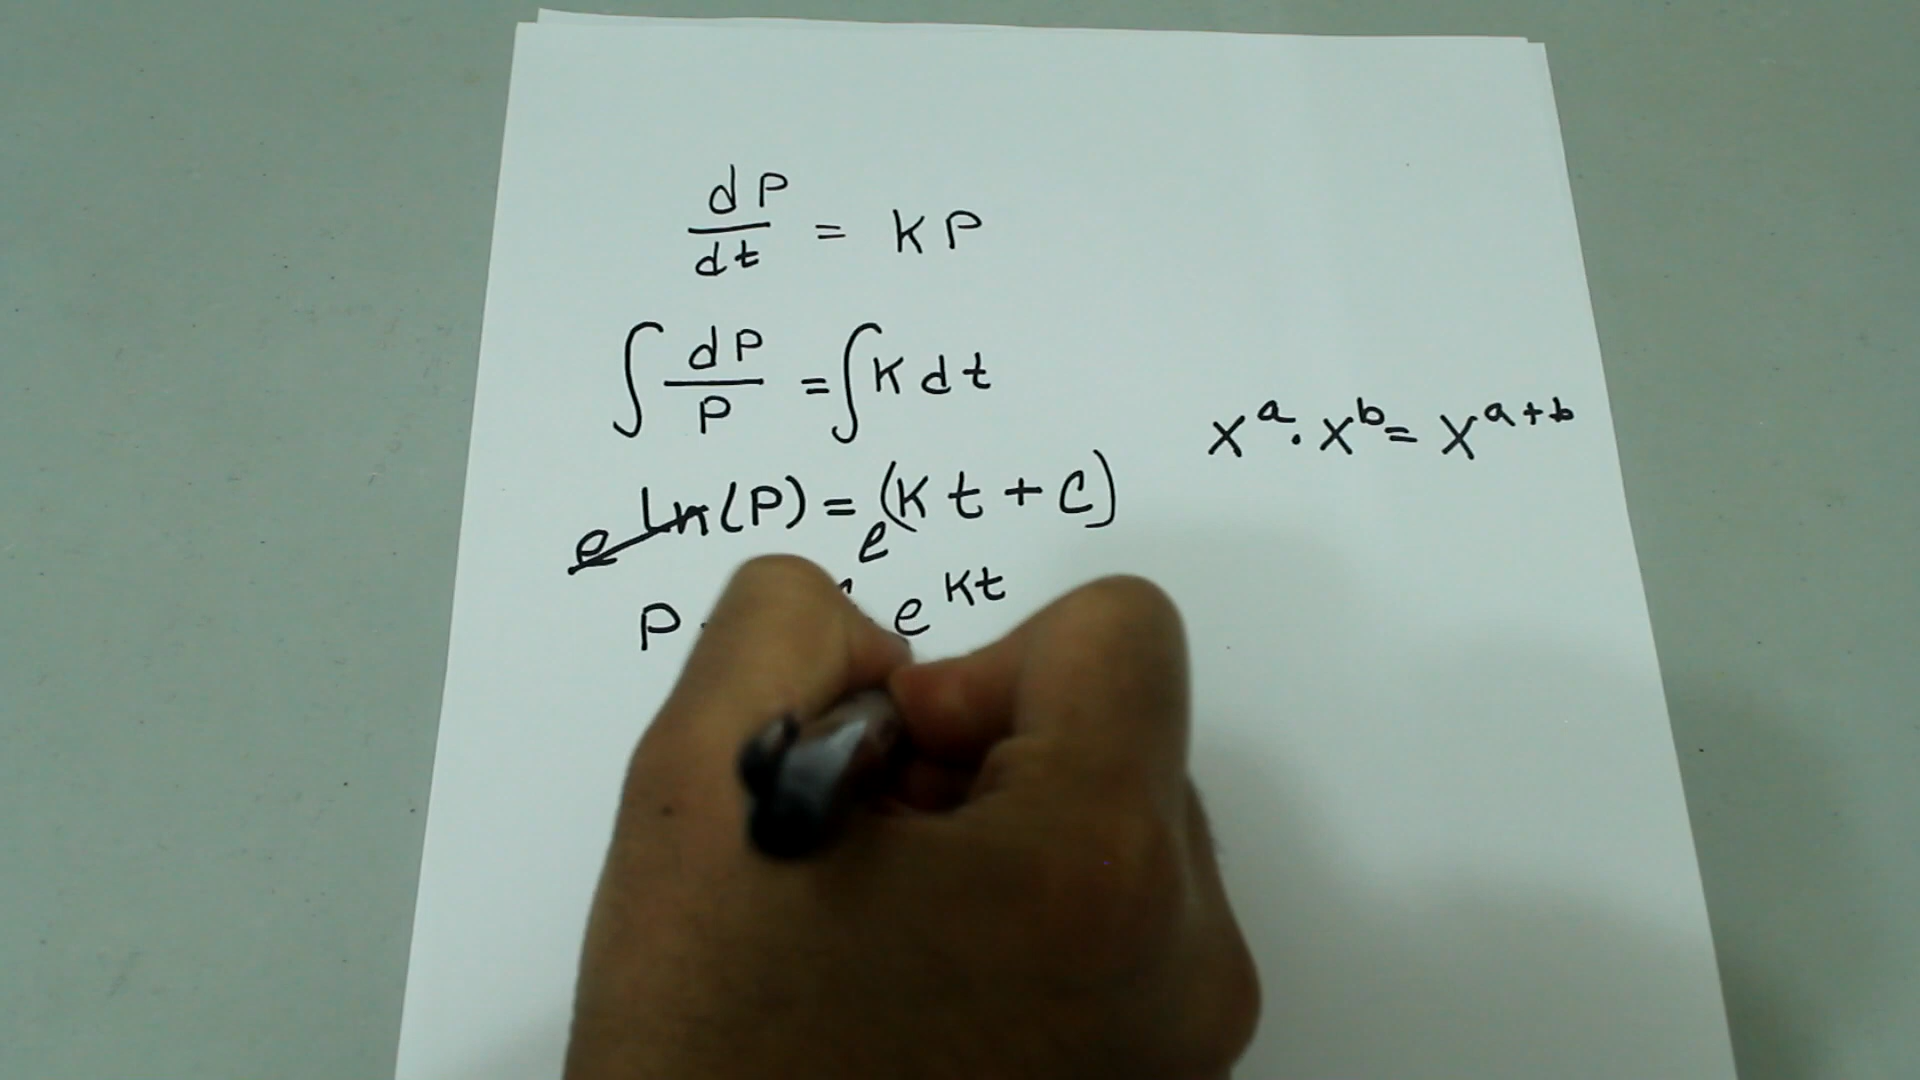 dP/dt = KP
∫ dP/P = ∫ K dt
x^a · x^b = x^(a+b)
e ln(P) = e (Kt + C)
P e^Kt